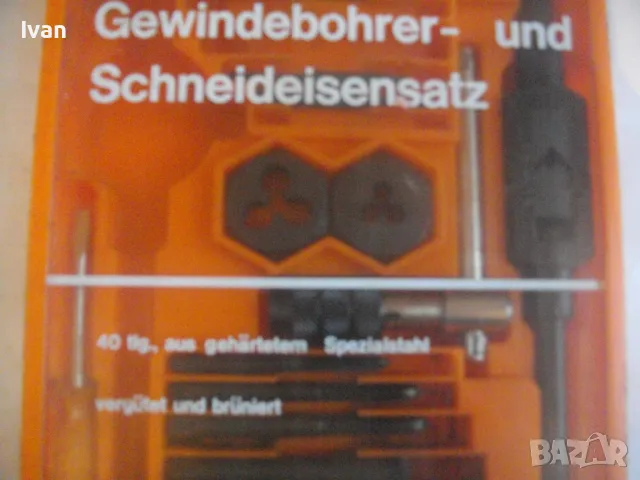 Ivan
Gewindebohrer- und
Schneideisensatz
40 tlg., aus gehärtetem Spezialstahl
vergütet und brüniert
BAZAR